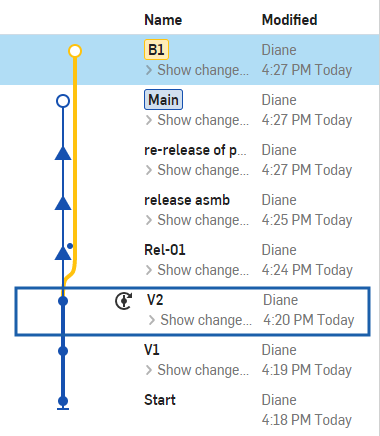 Name Modified
B1 Diane
Show change... 4:27 PM Today
Main Diane
Show change... 4:27 PM Today
re-release of p... Diane
Show change... 4:27 PM Today
release asmb Diane
Show change... 4:25 PM Today
Rel-01 Diane
Show change... 4:24 PM Today
V2 Diane
Show change... 4:20 PM Today
V1 Diane
Show change... 4:19 PM Today
Start Diane
4:18 PM Today